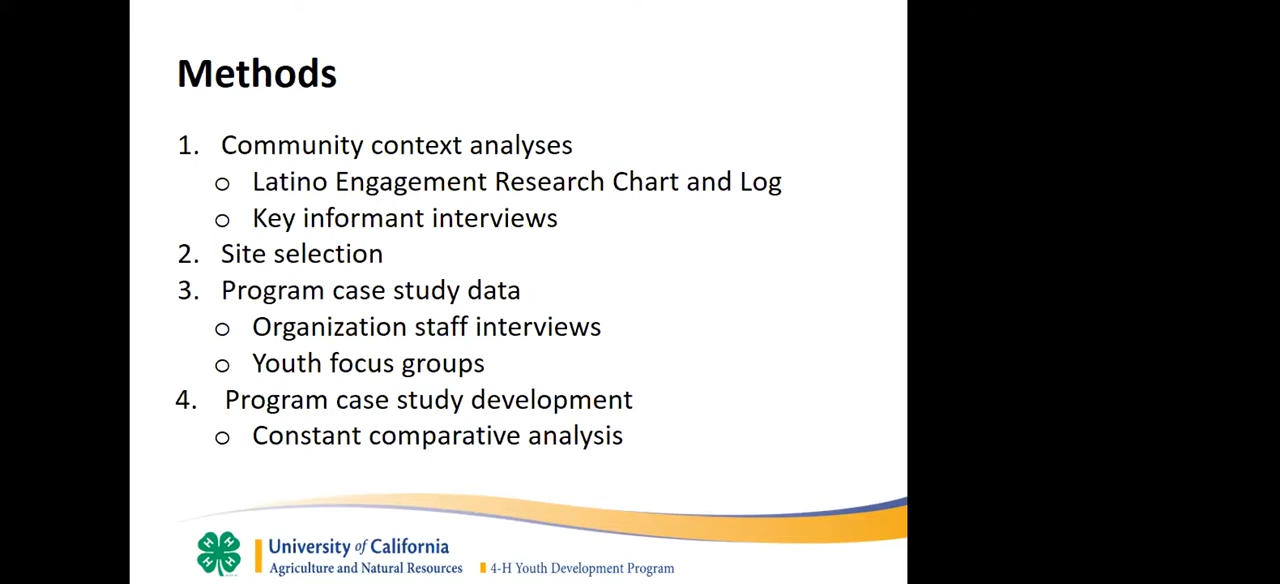 Methods
1. Community context analyses
o Latino Engagement Research Chart and Log
o Key informant interviews
2. Site selection
3. Program case study data
o Organization staff interviews
o Youth focus groups
4. Program case study development
o Constant comparative analysis
H H H H
University of California
Agriculture and Natural Resources
4-H Youth Development Program